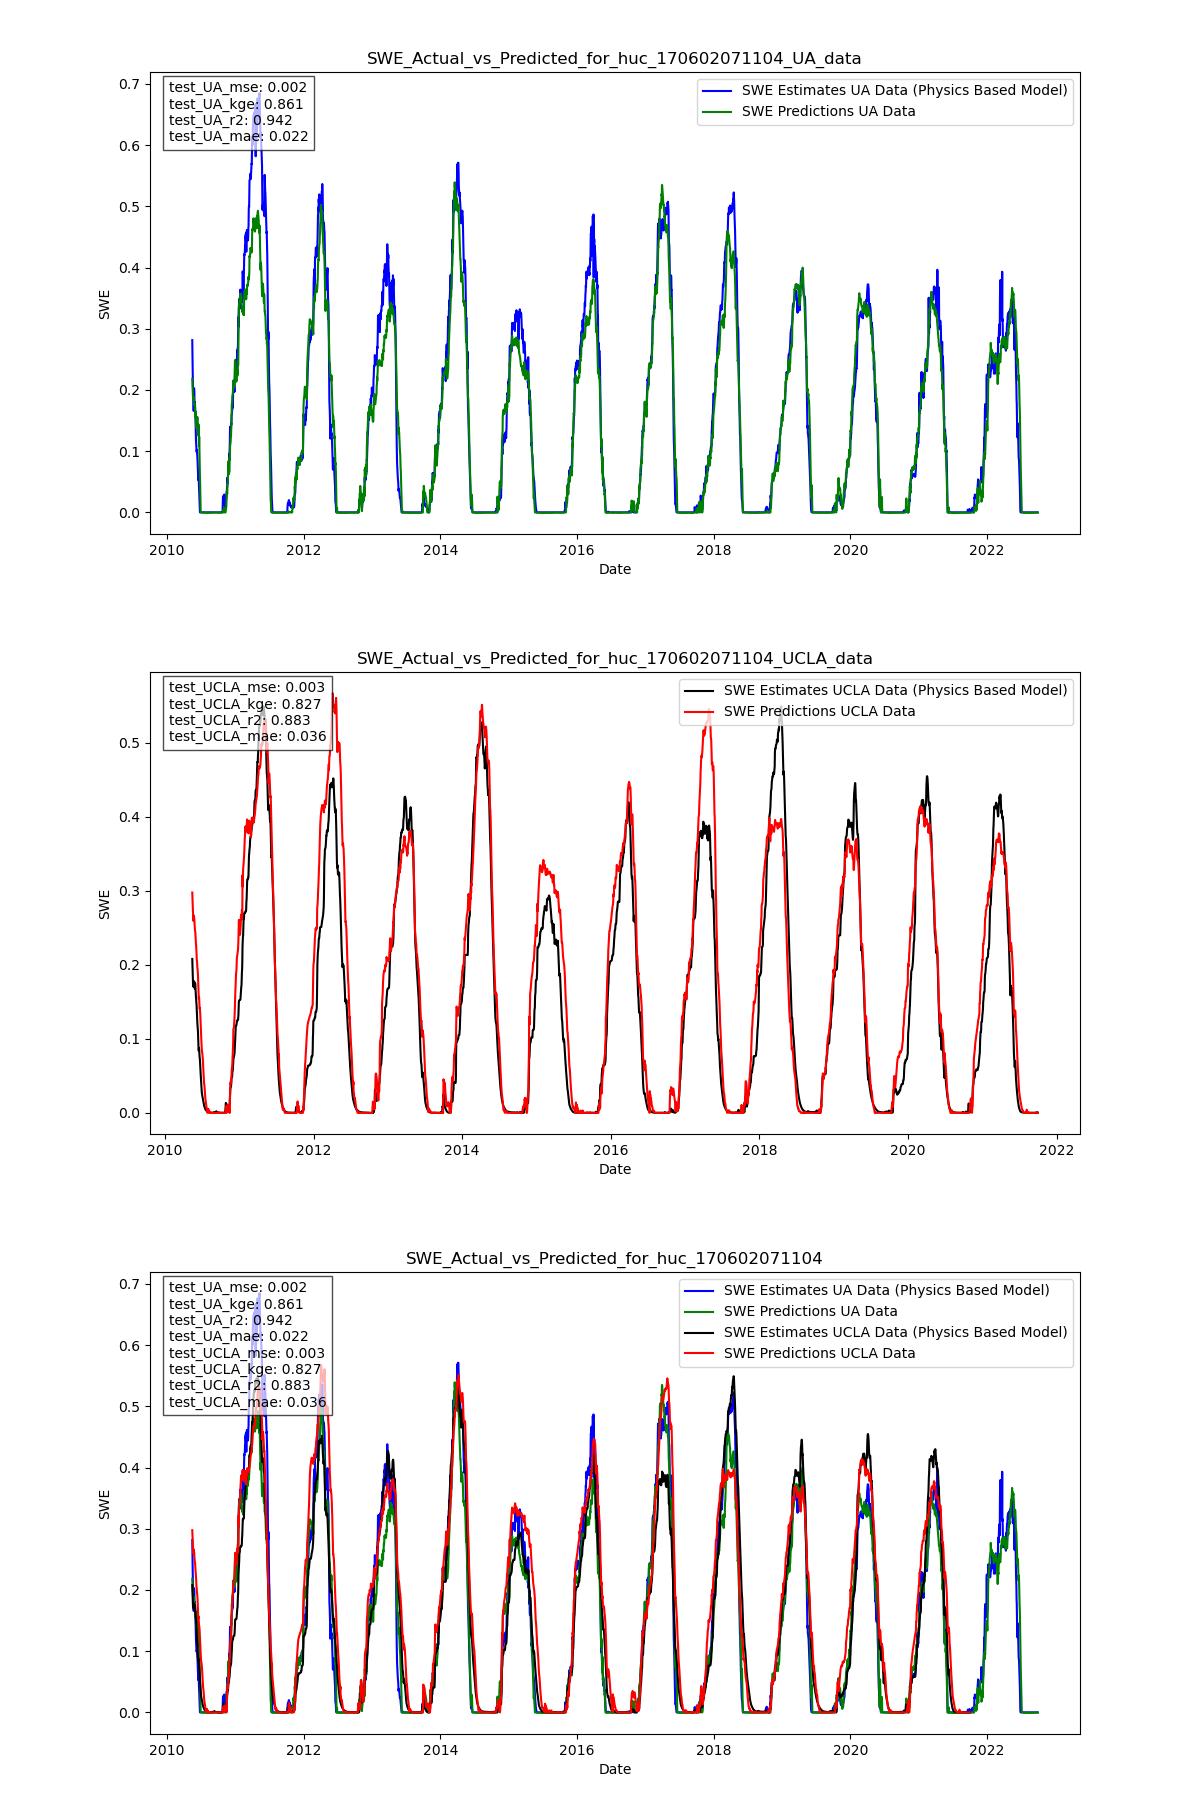 SWE_Actual_vs_Predicted_for_huc_170602071104_UA_data
test_UA_mse: 0.002
test_UA_kge: 0.861
test_UA_r2: 0.942
test_UA_mae: 0.022
SWE Estimates UA Data (Physics Based Model)
SWE Predictions UA Data
0.7
0.6
0.5
0.4
0.3
0.2
0.1
0.0
SWE
2010 2012 2014 2016 2018 2020 2022
Date
SWE_Actual_vs_Predicted_for_huc_170602071104_UCLA_data
test_UCLA_mse: 0.003
test_UCLA_kge: 0.827
test_UCLA_r2: 0.883
test_UCLA_mae: 0.036
SWE Estimates UCLA Data (Physics Based Model)
SWE Predictions UCLA Data
0.5
0.4
0.3
0.2
0.1
0.0
SWE
2010 2012 2014 2016 2018 2020 2022
Date
SWE_Actual_vs_Predicted_for_huc_170602071104
test_UA_mse: 0.002
test_UA_kge: 0.861
test_UA_r2: 0.942
test_UA_mae: 0.022
test_UCLA_mse: 0.003
test_UCLA_kge: 0.827
test_UCLA_r2: 0.883
test_UCLA_mae: 0.036
SWE Estimates UA Data (Physics Based Model)
SWE Predictions UA Data
SWE Estimates UCLA Data (Physics Based Model)
SWE Predictions UCLA Data
0.7
0.6
0.5
0.4
0.3
0.2
0.1
0.0
SWE
2010 2012 2014 2016 2018 2020 2022
Date